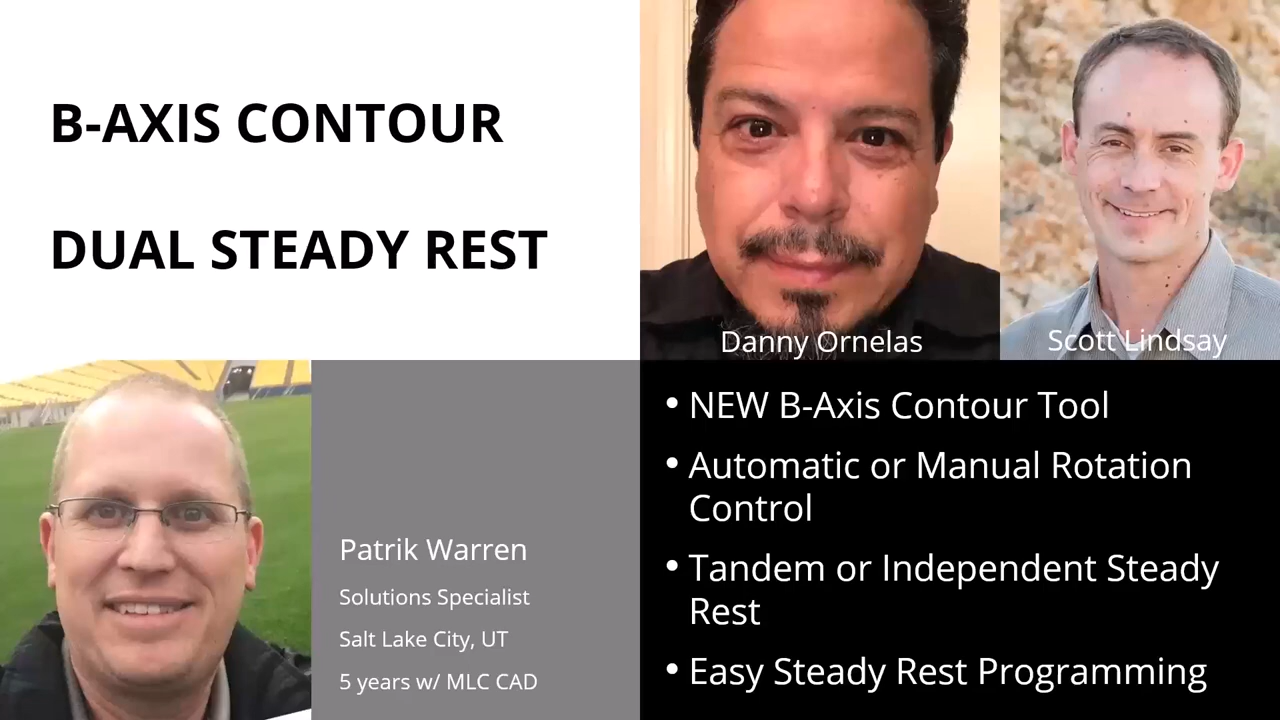 B-AXIS CONTOUR
DUAL STEADY REST
Danny Ornelas
Scott Lindsay
Patrik Warren
Solutions Specialist
Salt Lake City, UT
5 years w/ MLC CAD
• NEW B-Axis Contour Tool
• Automatic or Manual Rotation
Control
• Tandem or Independent Steady
Rest
• Easy Steady Rest Programming